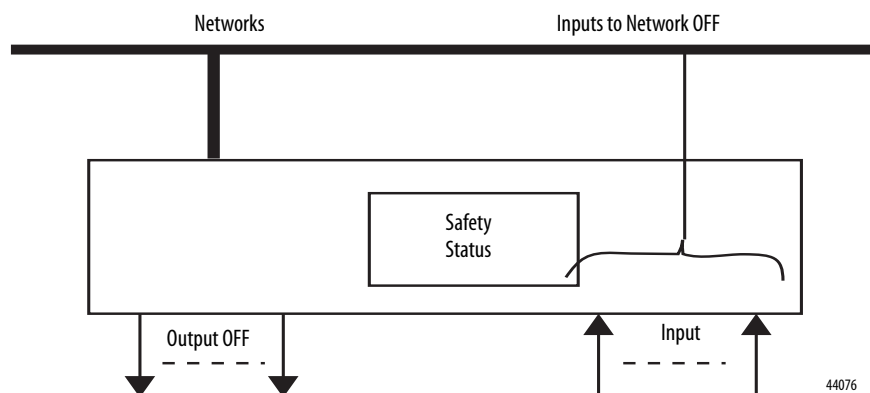 Networks
Inputs to Network OFF
Safety
Status
Output OFF
Input
44076